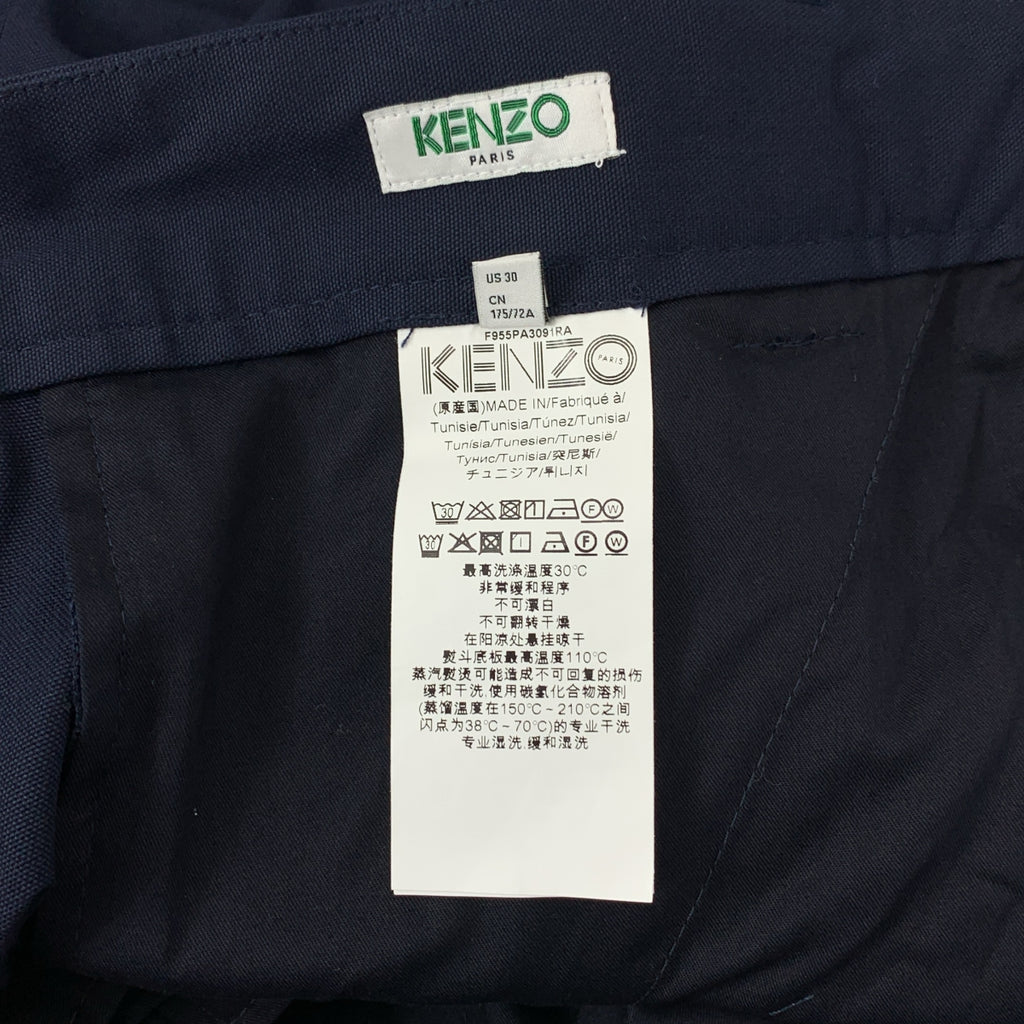 KENZO
PARIS
US 30
CN
175/72A
F955PA3091RA
KENZO
PARIS
(原産国)MADE IN/Fabriqué à/
Tunisie/Tunisia/Túnez/Tunisia/
Tunísia/Tunesien/Tunesië/
Тунис/Tunisia/突尼斯/
チュニジア/튀니지
30 F W
30 F W
最高洗涤温度30°C
非常缓和程序
不可漂白
不可翻转干燥
在阳凉处悬挂晾干
熨斗底板最高温度110°C
蒸汽熨烫可能造成不可回复的损伤
缓和干洗,使用碳氢化合物溶剂
(蒸馏温度在150°C~210°C之间
闪点为38°C~70°C)的专业干洗
专业湿洗,缓和湿洗